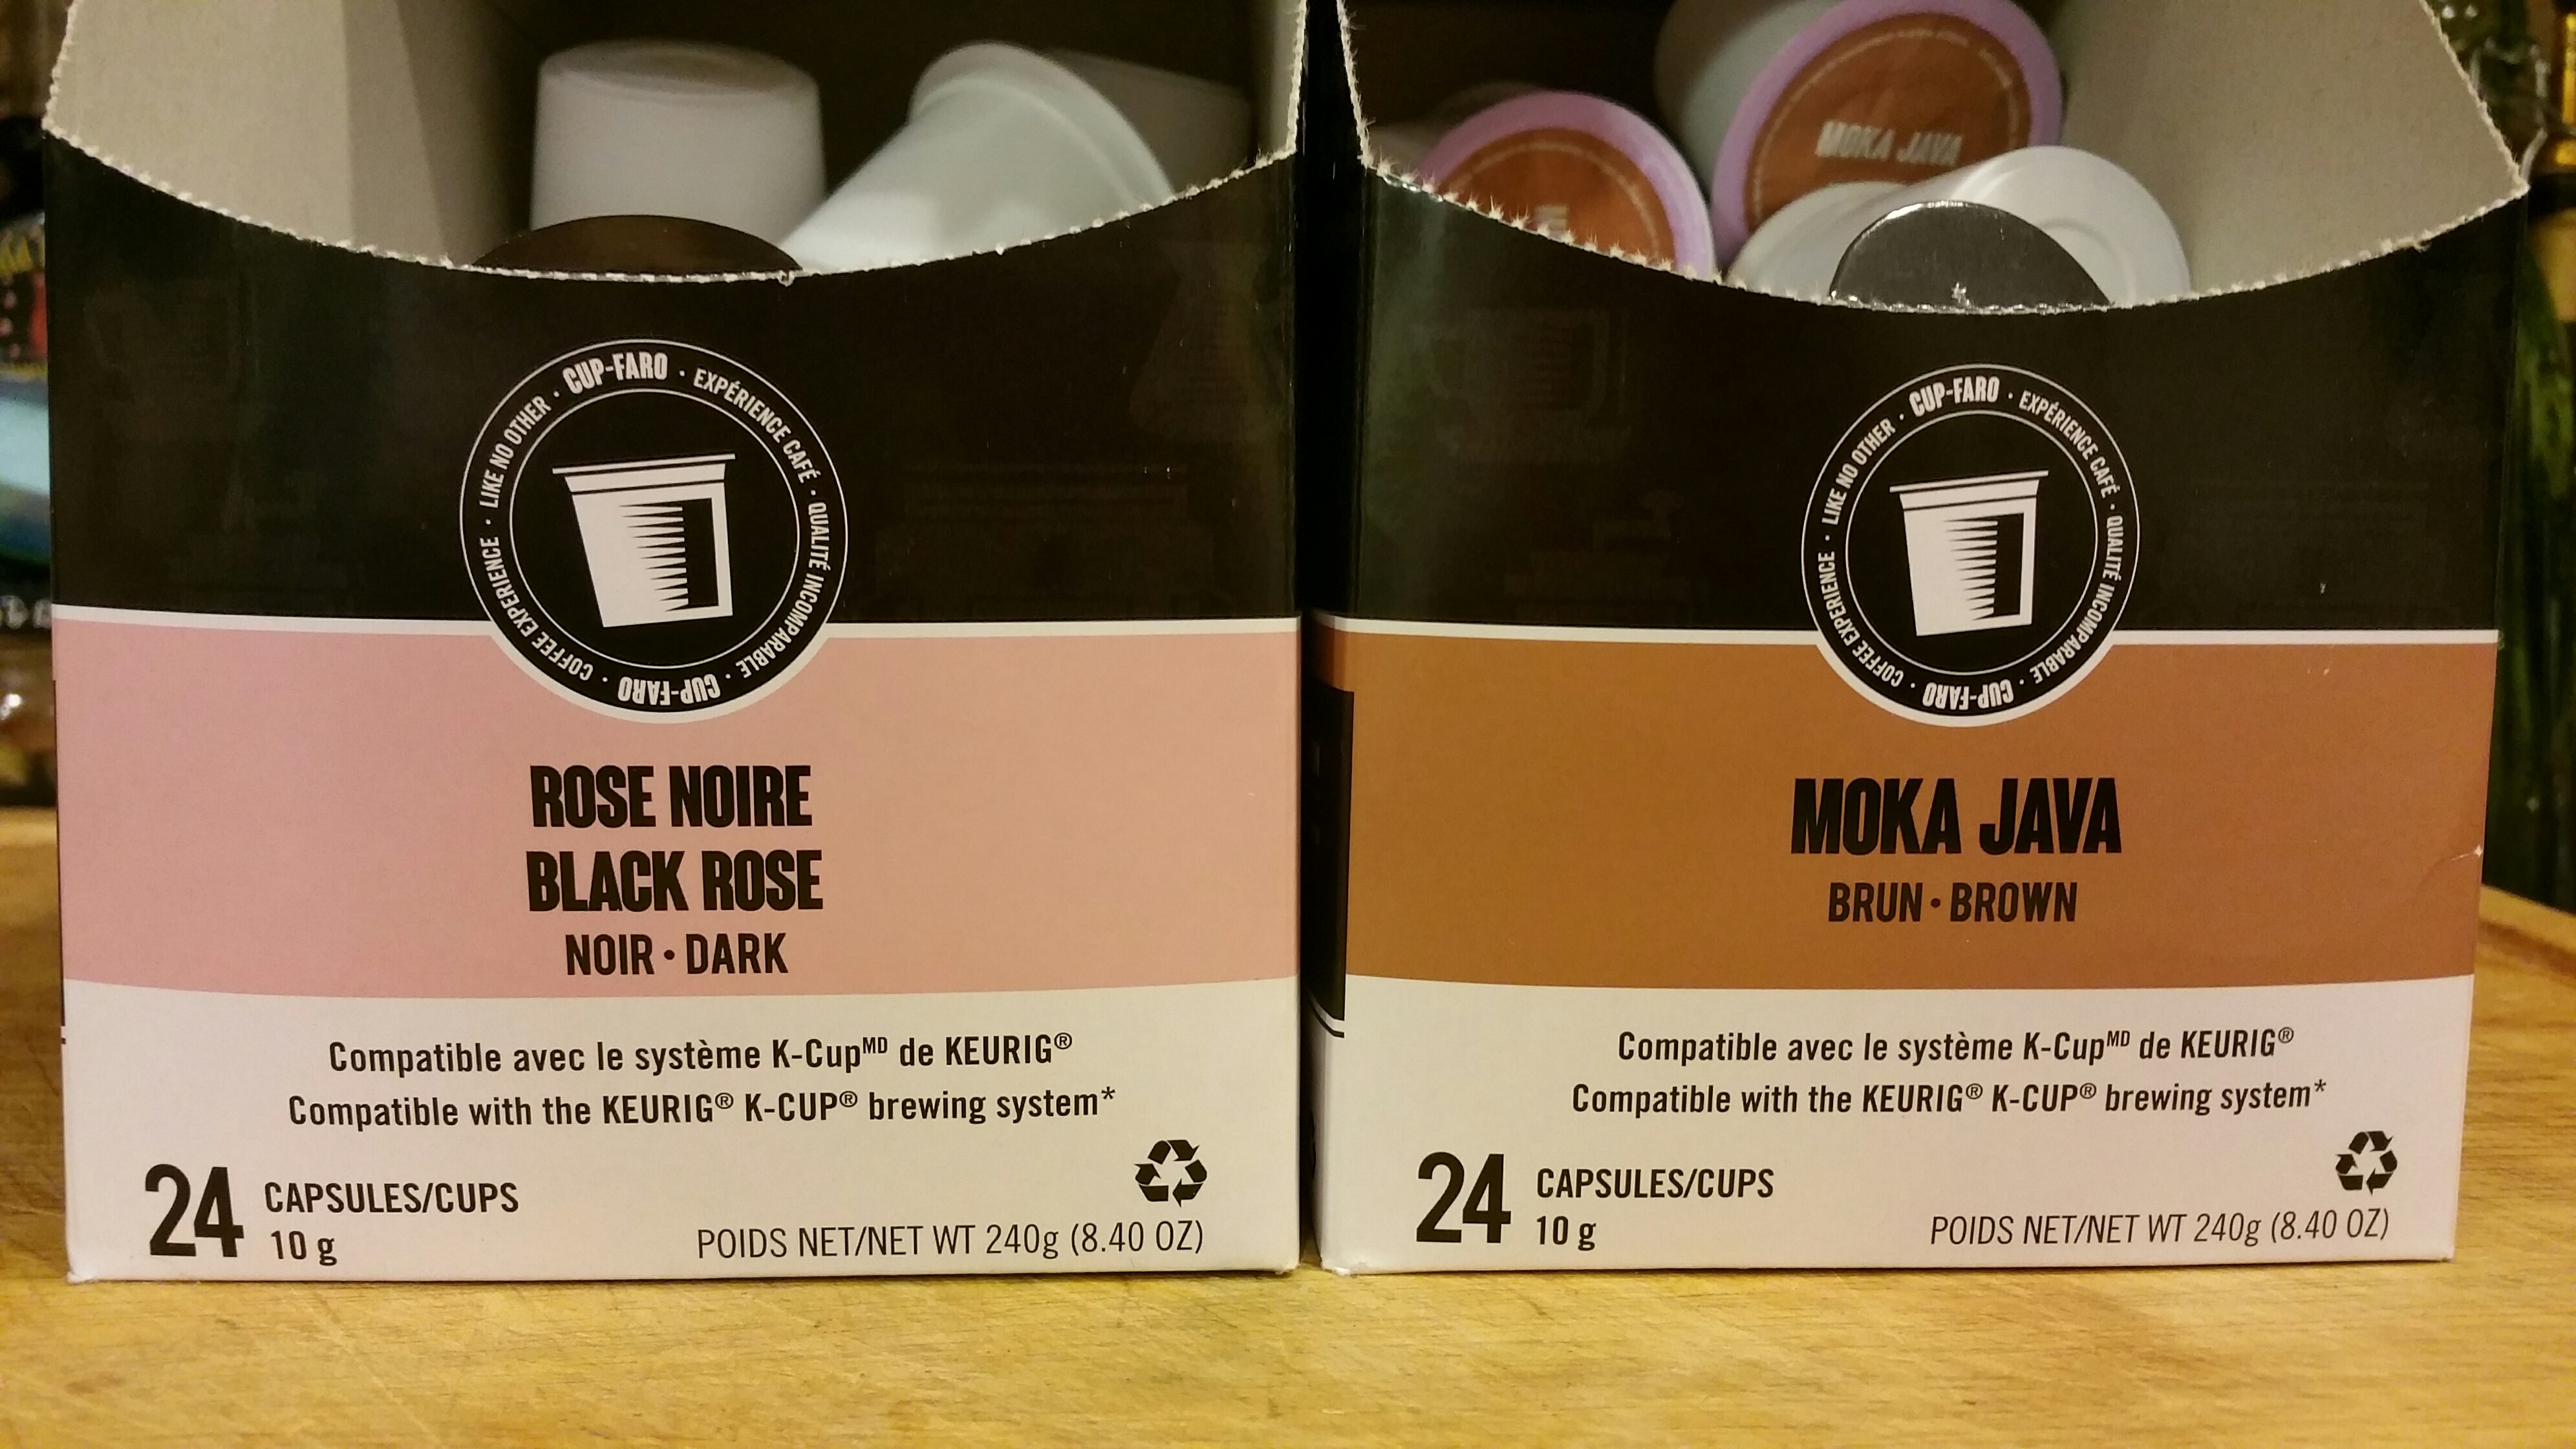 CUP-FARO · EXPÉRIENCE CAFÉ · QUALITÉ INCOMPARABLE · CUP-FARO · COFFEE EXPERIENCE · LIKE NO OTHER ·
ROSE NOIRE
BLACK ROSE
NOIR · DARK
Compatible avec le système K-Cup^MD de KEURIG®
Compatible with the KEURIG® K-CUP® brewing system*
24 CAPSULES/CUPS
10 g
POIDS NET/NET WT 240g (8.40 OZ)
MOKA JAVA
CUP-FARO · EXPÉRIENCE CAFÉ · QUALITÉ INCOMPARABLE · CUP-FARO · COFFEE EXPERIENCE · LIKE NO OTHER ·
MOKA JAVA
BRUN · BROWN
Compatible avec le système K-Cup^MD de KEURIG®
Compatible with the KEURIG® K-CUP® brewing system*
24 CAPSULES/CUPS
10 g
POIDS NET/NET WT 240g (8.40 OZ)